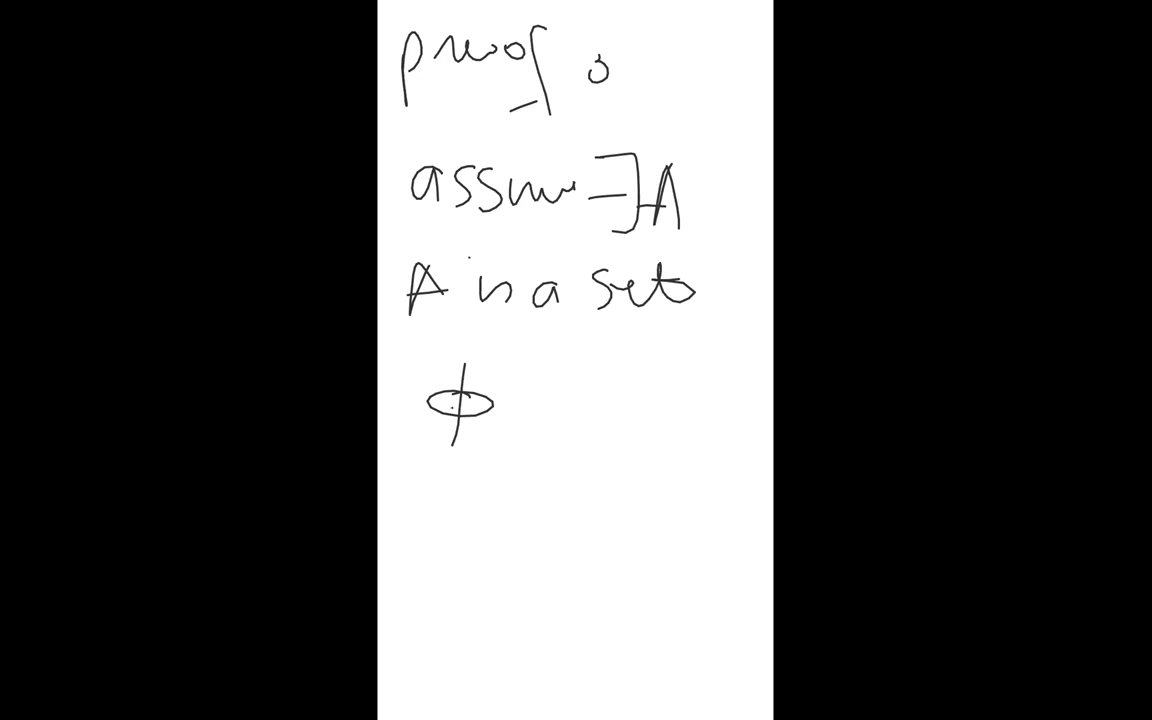 proof :
assume ∃A
A is a set
ϕ